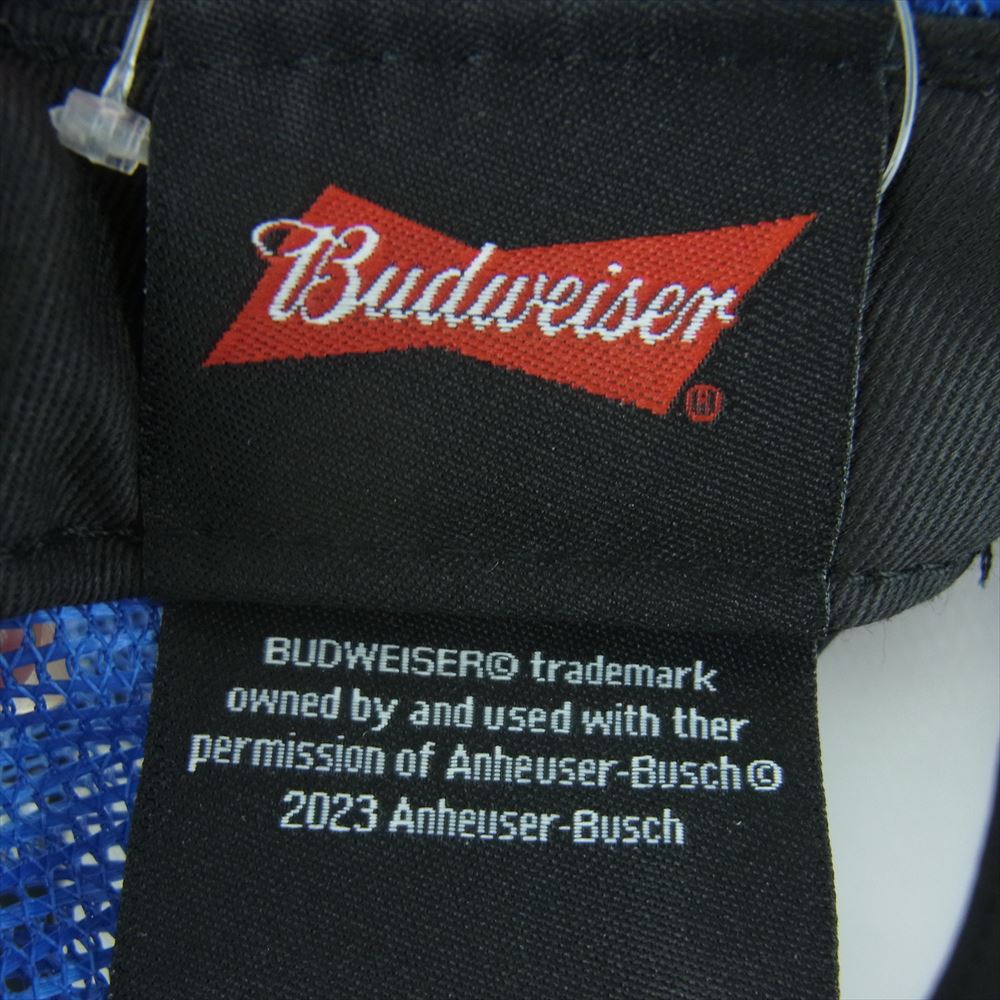 Budweiser
®
BUDWEISER© trademark
owned by and used with ther
permission of Anheuser-Busch©
2023 Anheuser-Busch